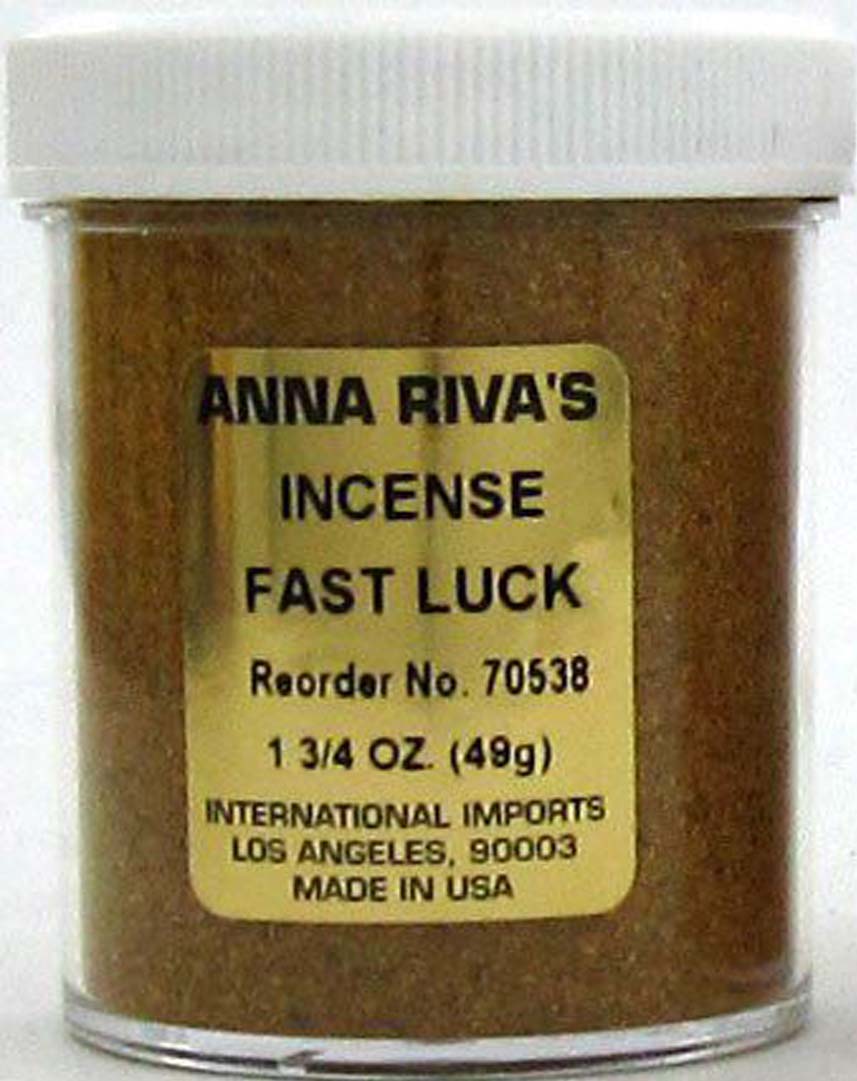 ANNA RIVA'S
INCENSE
FAST LUCK
Reorder No. 70538
1 3/4 OZ. (49g)
INTERNATIONAL IMPORTS
LOS ANGELES, 90003
MADE IN USA